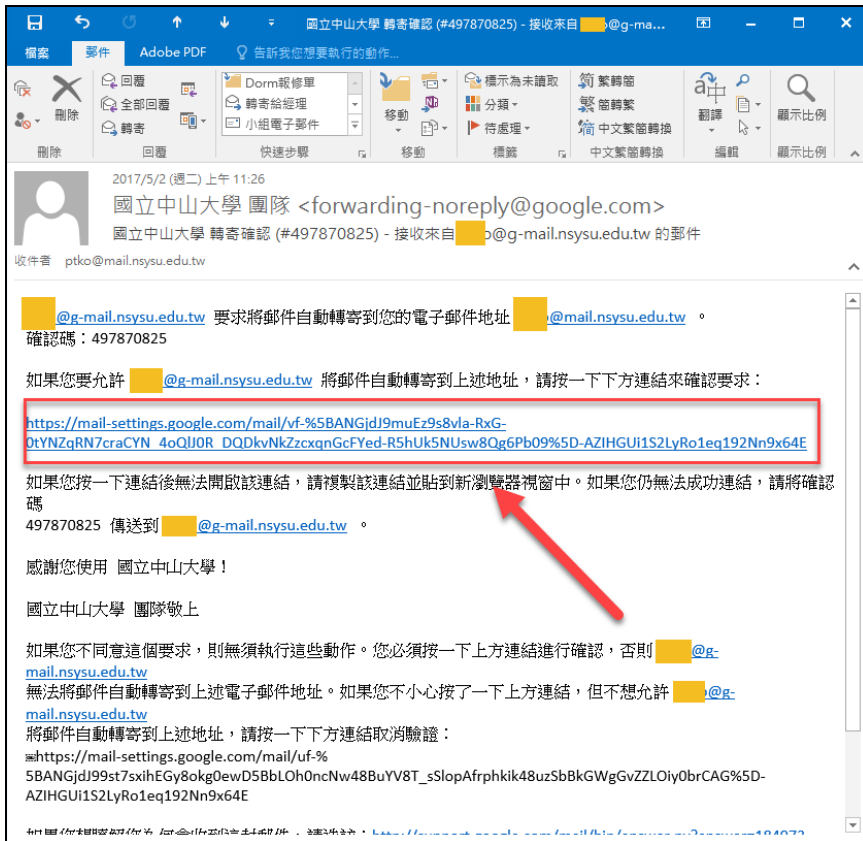 國立中山大學 轉寄確認 (#497870825) - 接收來自 @g-ma...
檔案 郵件 Adobe PDF 告訴我您想要執行的動作...
刪除
回覆
全部回覆
轉寄
Dorm報修單
轉寄給經理
小組電子郵件
移動
標示為未讀取
分類
待處理
繁轉簡
簡轉繁
中文繁簡轉換
翻譯
顯示比例
刪除 回覆 快速步驟 移動 標籤 中文繁簡轉換 編輯 顯示比例
2017/5/2 (週二) 上午 11:26
國立中山大學 團隊 <forwarding-noreply@google.com>
國立中山大學 轉寄確認 (#497870825) - 接收來自 @g-mail.nsysu.edu.tw 的郵件
收件者 ptko@mail.nsysu.edu.tw
@g-mail.nsysu.edu.tw 要求將郵件自動轉寄到您的電子郵件地址 @mail.nsysu.edu.tw 。
確認碼：497870825
如果您要允許 @g-mail.nsysu.edu.tw 將郵件自動轉寄到上述地址，請按一下下方連結來確認要求：
https://mail-settings.google.com/mail/vf-%5BANGjdJ9muEz9s8vla-RxG-
0tYNZqRN7craCYN_4oQlJ0R_DQDkvNkZzcxqnGcFYed-R5hUk5NUsw8Qg6Pb09%5D-AZIHGUi1S2LyRo1eq192Nn9x64E
如果您按一下連結後無法開啟該連結，請複製該連結並貼到新瀏覽器視窗中。如果您仍無法成功連結，請將確認
碼
497870825 傳送到 @g-mail.nsysu.edu.tw 。
感謝您使用 國立中山大學！
國立中山大學 團隊敬上
如果您不同意這個要求，則無須執行這些動作。您必須按一下上方連結進行確認，否則 @g-
mail.nsysu.edu.tw
無法將郵件自動轉寄到上述電子郵件地址。如果您不小心按了一下上方連結，但不想允許 @g-
mail.nsysu.edu.tw
將郵件自動轉寄到上述地址，請按一下下方連結取消驗證：
https://mail-settings.google.com/mail/uf-%
5BANGjdJ99st7sxihEGy8okg0ewD5BbLOh0ncNw48BuYV8T_sSlopAfrphkik48uzSbBkGWgGvZZLOiy0brCAG%5D-
AZIHGUi1S2LyRo1eq192Nn9x64E